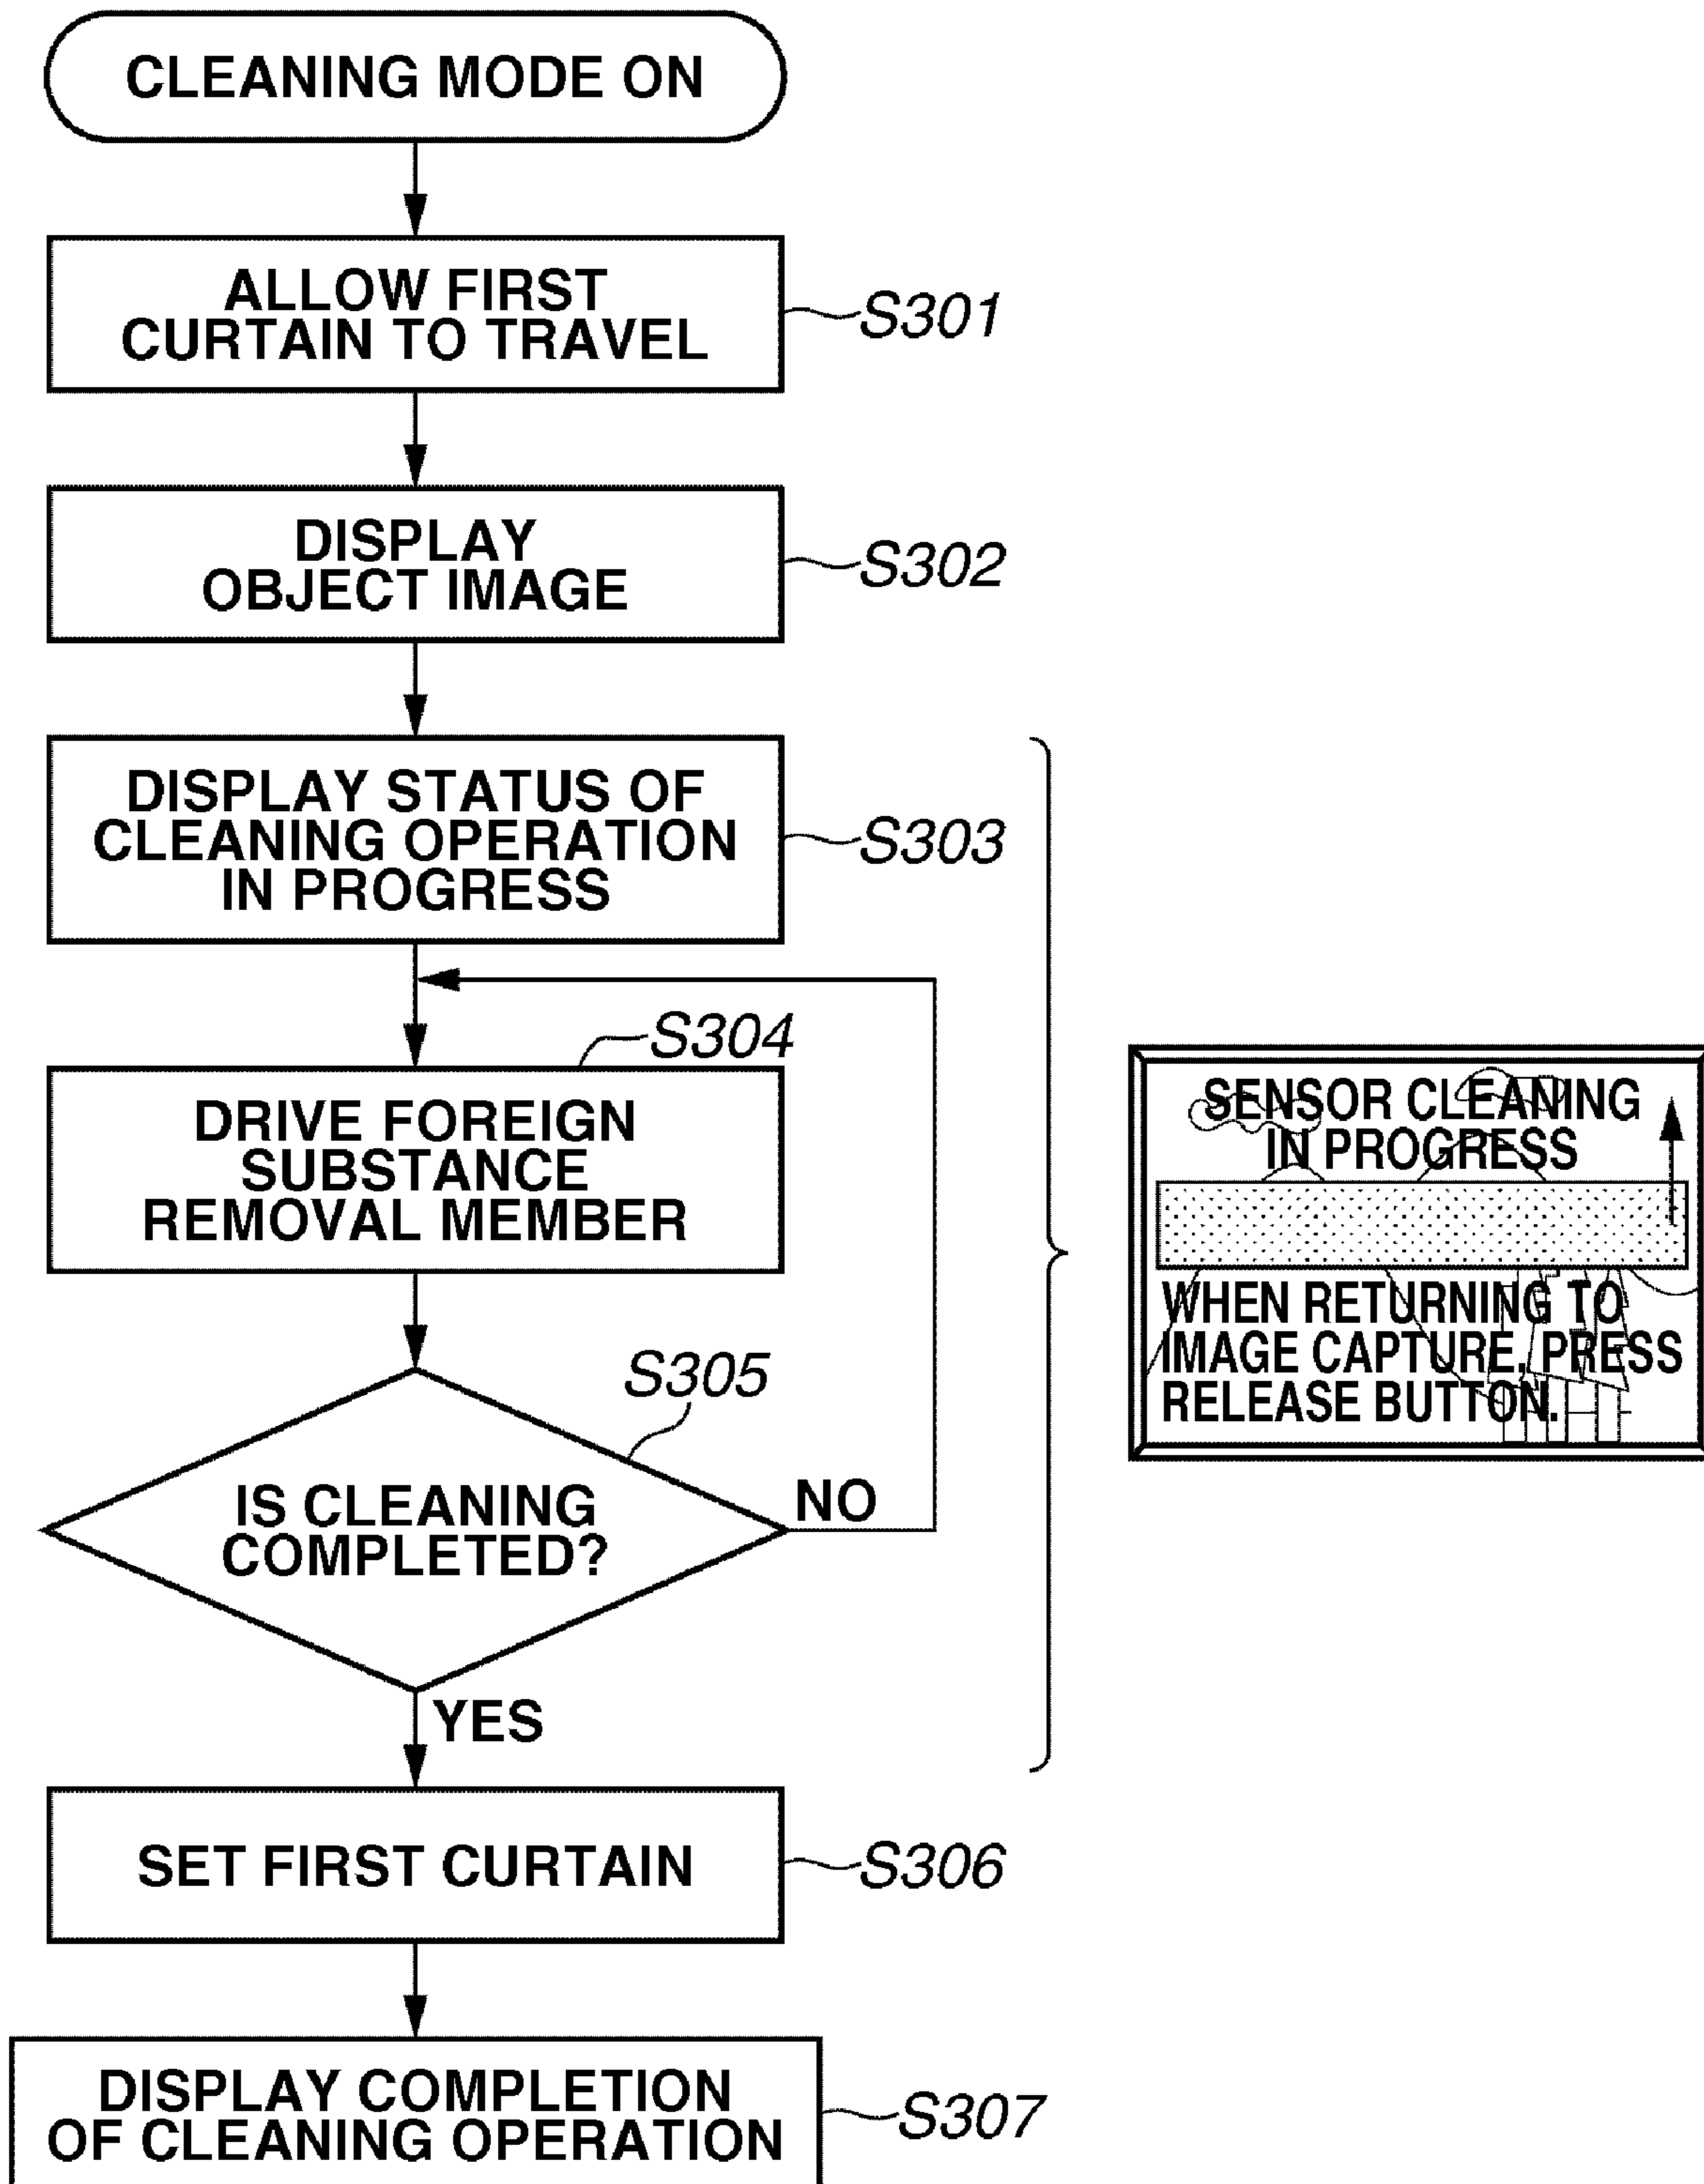 CLEANING MODE ON
ALLOW FIRST
CURTAIN TO TRAVEL
S301
DISPLAY
OBJECT IMAGE
S302
DISPLAY STATUS OF
CLEANING OPERATION
IN PROGRESS
S303
S304
DRIVE FOREIGN
SUBSTANCE
REMOVAL MEMBER
SENSOR CLEANING
IN PROGRESS
WHEN RETURNING TO
IMAGE CAPTURE, PRESS
RELEASE BUTTON.
S305
IS CLEANING
COMPLETED?
NO
YES
SET FIRST CURTAIN
S306
DISPLAY COMPLETION
OF CLEANING OPERATION
S307